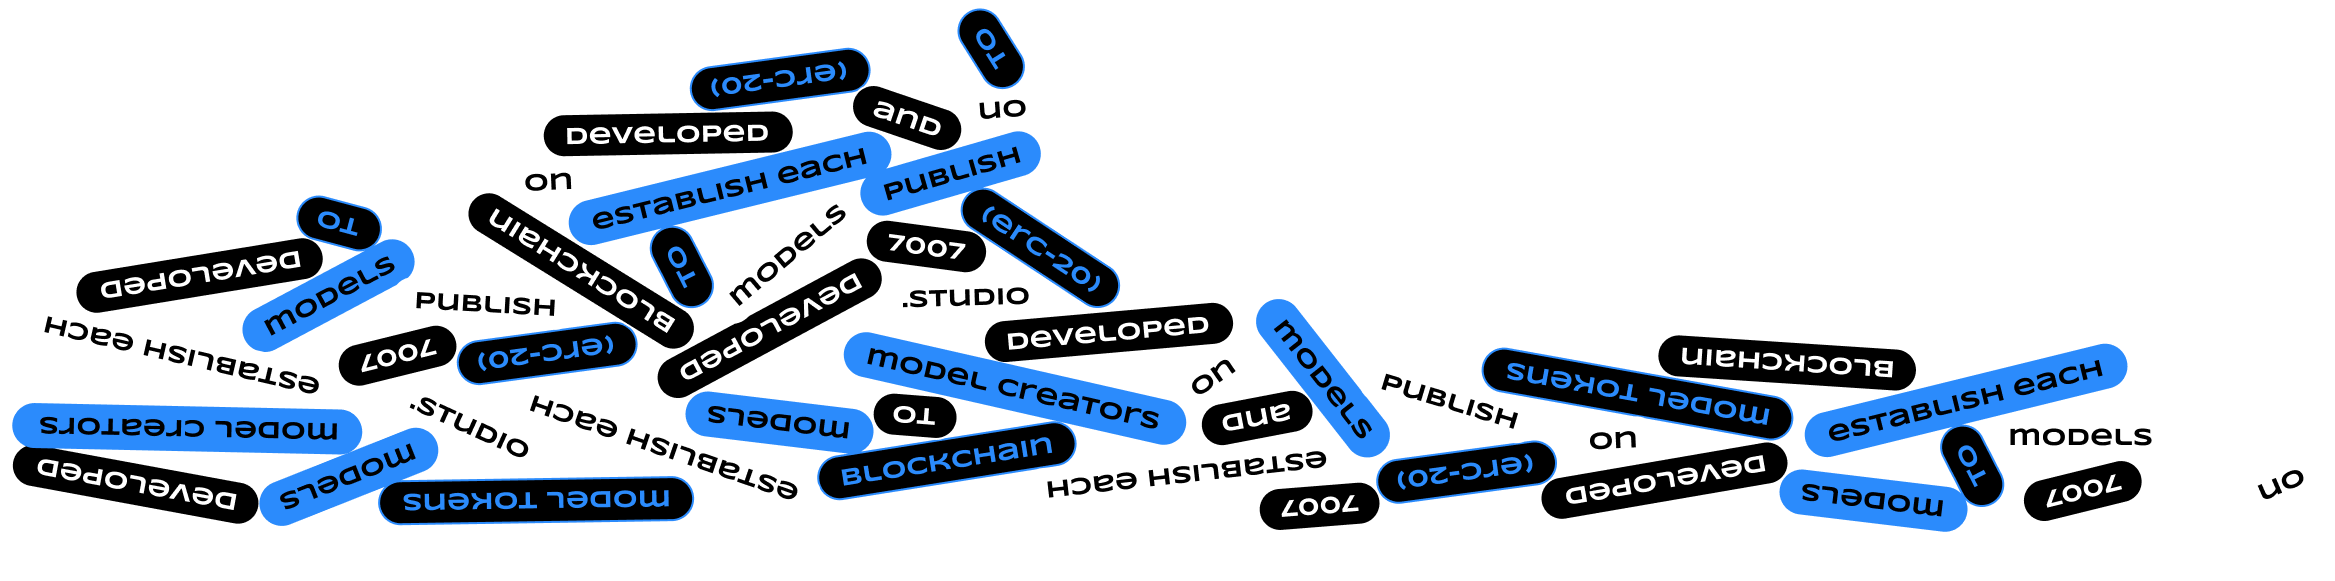 TO
(erc-20)
and
on
Developed
Publish
establish each
on
models
Blockchain
TO
TO
7007
(erc-20)
Developed
models
Publish
.studio
Developed
Developed
establish each
7007
(erc-20)
model creators
models
on
Publish
model tokens
Blockchain
establish each
model creators
.studio
establish each
models
TO
and
models
Developed
models
model tokens
Blockchain
establish each
7007
(erc-20)
on
Developed
models
TO
models
7007
on